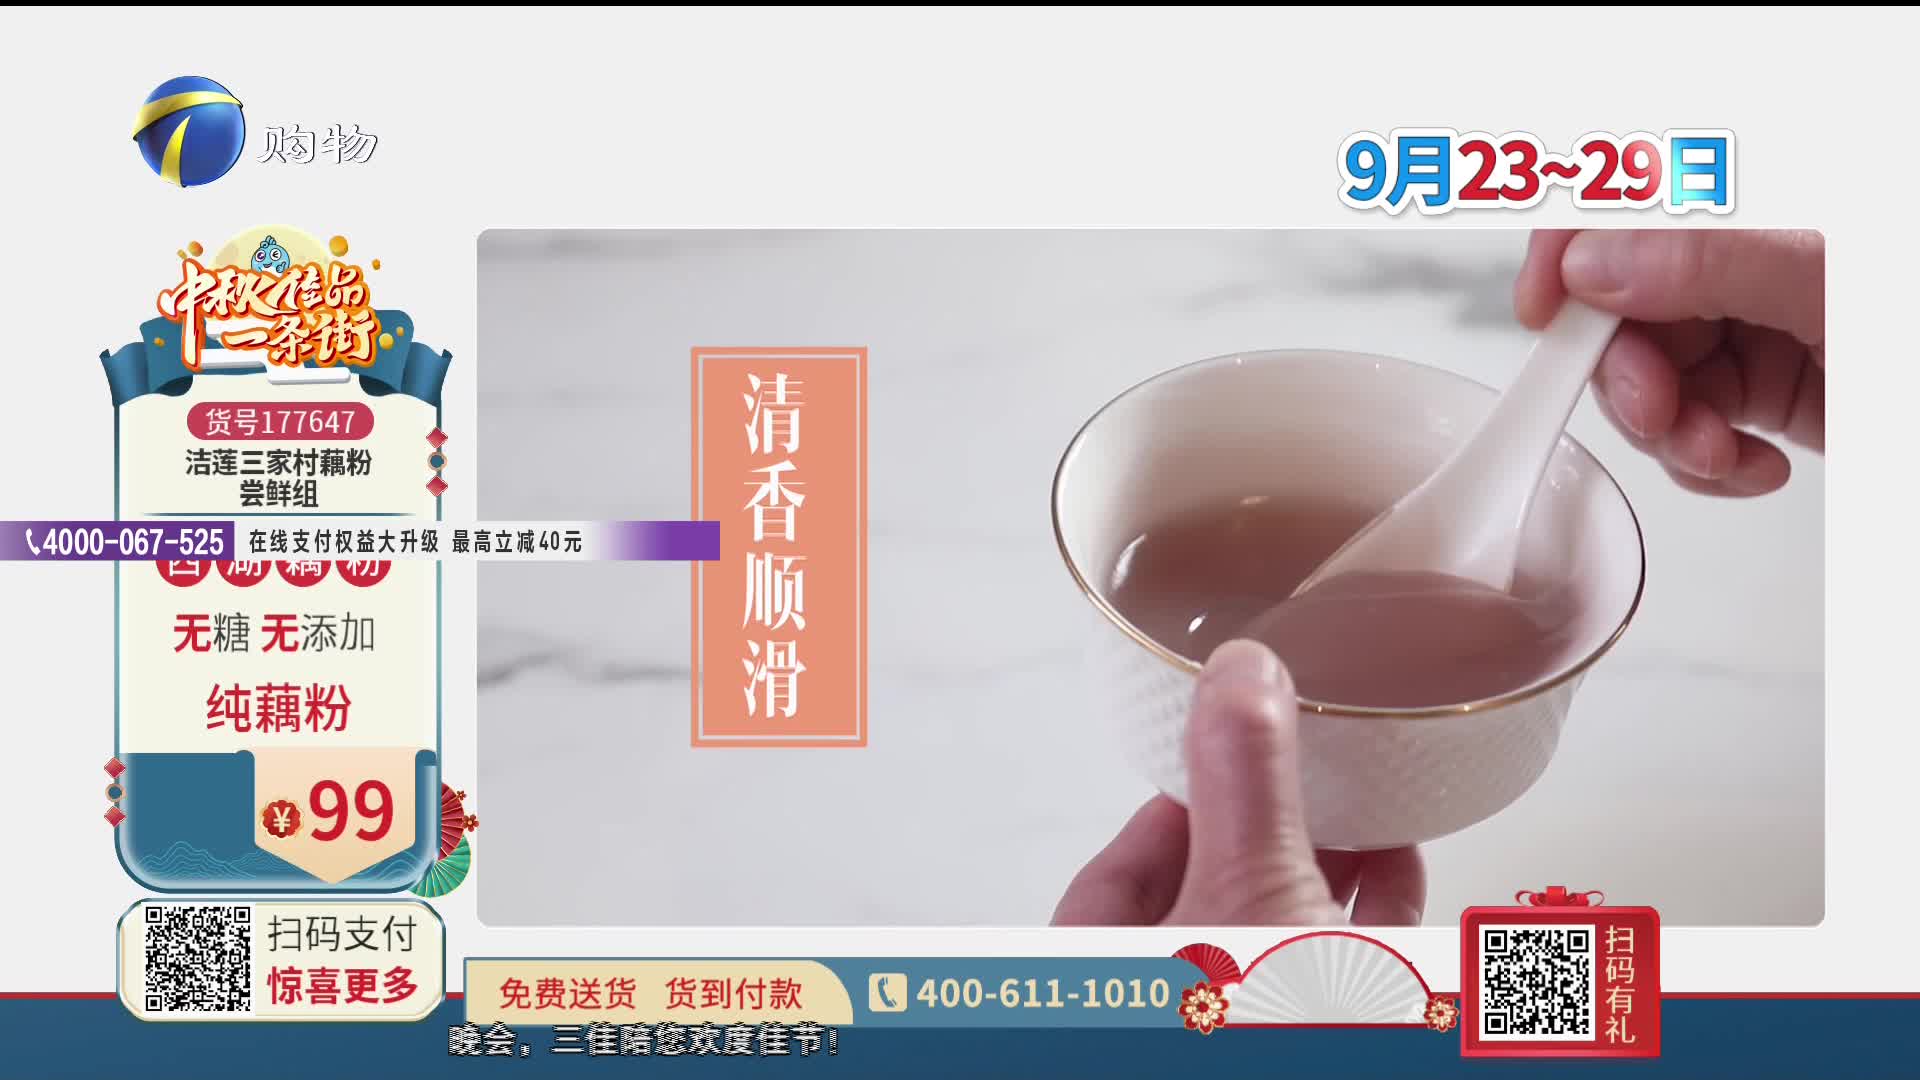 购物
9月23~29日
中秋佳品
一条街
货号177647
洁莲三家村藕粉
尝鲜组
4000-067-525 在线支付权益大升级 最高立减40元
西湖藕粉
无糖 无添加
纯藕粉
¥99
清香顺滑
扫码支付
惊喜更多
免费送货 货到付款 400-611-1010
扫码有礼
晚会，三佳陪您欢度佳节！